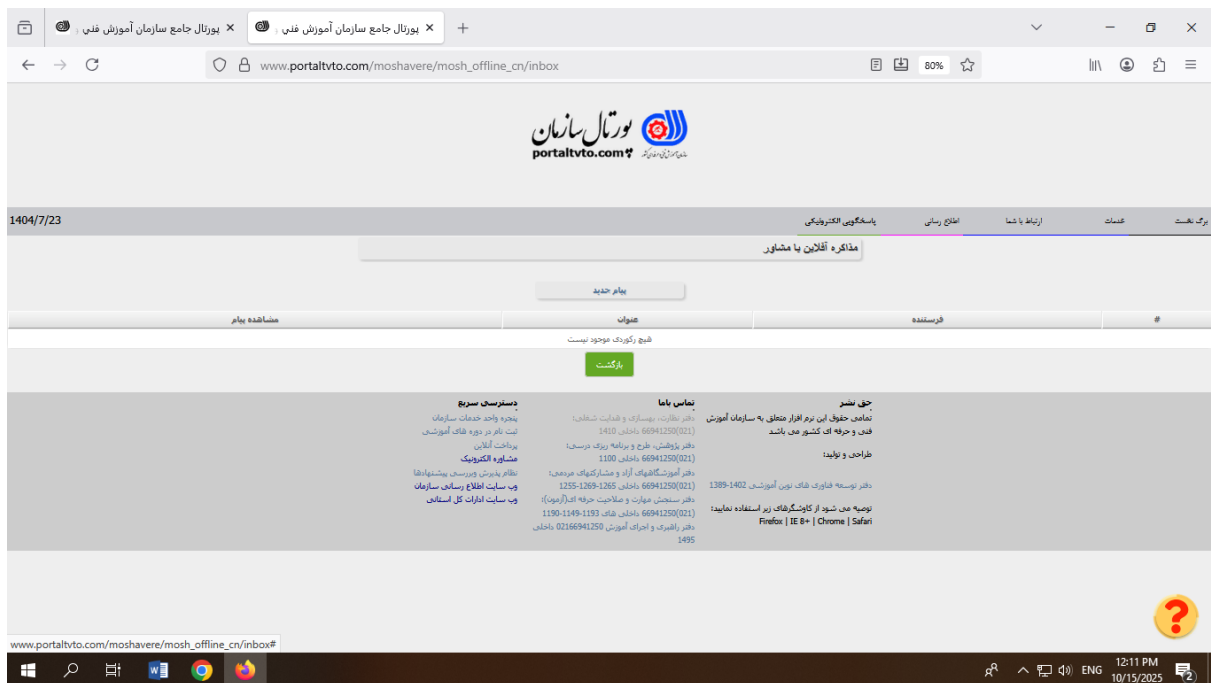 پورتال جامع سازمان آموزش فني و
پورتال جامع سازمان آموزش فني و
www.portaltvto.com/moshavere/mosh_offline_cn/inbox
80%
پورتال سازمان
portaltvto.com
برگ نخست
خدمات
ارتباط با شما
اطلاع رسانی
پاسخگویی الکترونیکی
1404/7/23
مذاکره آفلاین با مشاور
پیام جدید
# فرستنده عنوان مشاهده پیام
هیچ رکوردی موجود نیست
بازگشت
حق نشر
تمامی حقوق این نرم افزار متعلق به سازمان آموزش
فنی و حرفه ای کشور می باشد
طراحی و تولید:
دفتر توسعه فناوری های نوین آموزشی 1389-1402
توصیه می شود از کاوشگرهای زیر استفاده نمایید:
Firefox | IE 8+ | Chrome | Safari
تماس باما
دفتر نظارت، بهسازی و هدایت شغلی:
66941250(021) داخلی 1410
دفتر پژوهش، طرح و برنامه ریزی درسی:
66941250(021) داخلی 1100
دفتر آموزشگاههای آزاد و مشارکتهای مردمی:
66941250(021) داخلی 1265-1269-1255
دفتر سنجش مهارت و صلاحیت حرفه ای(آزمون):
66941250(021) داخلی های 1193-1149-1190
دفتر راهبری و اجرای آموزش 02166941250 داخلی
1495
دسترسی سریع
پنجره واحد خدمات سازمان
ثبت نام در دوره های آموزشی
پرداخت آنلاین
مشاوره الکترونیک
نظام پذیرش وبررسی پیشنهادها
وب سایت اطلاع رسانی سازمان
وب سایت ادارات کل استانی
www.portaltvto.com/moshavere/mosh_offline_cn/inbox#
ENG
12:11 PM
10/15/2025
2